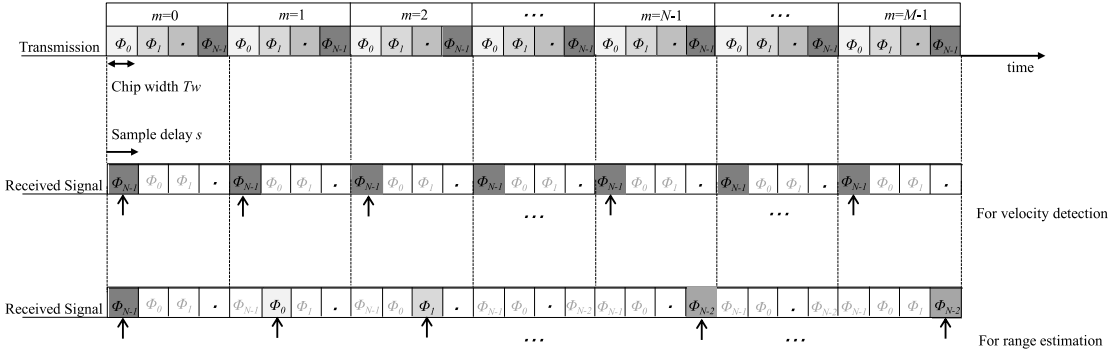 m=0 m=1 m=2 ... m=N-1 ... m=M-1
Transmission Φ0 Φ1 . ΦN-1 Φ0 Φ1 . ΦN-1 Φ0 Φ1 . ΦN-1 Φ0 Φ1 . ΦN-1 Φ0 Φ1 . ΦN-1 Φ0 Φ1 . ΦN-1 Φ0 Φ1 . ΦN-1
time
Chip width Tw
Sample delay s
Received Signal ΦN-1 Φ0 Φ1 . ΦN-1 Φ0 Φ1 . ΦN-1 Φ0 Φ1 . ΦN-1 Φ0 Φ1 . ΦN-1 Φ0 Φ1 . ΦN-1 Φ0 Φ1 . ΦN-1 Φ0 Φ1 .
... ... For velocity detection
Received Signal ΦN-1 Φ0 Φ1 . ΦN-1 Φ0 Φ1 . ΦN-1 Φ0 Φ1 . ΦN-1 Φ0 . ΦN-2 ΦN-1 Φ0 . ΦN-2 ΦN-1 Φ0 . ΦN-2 ΦN-1 Φ0 . ΦN-2
... ... For range estimation